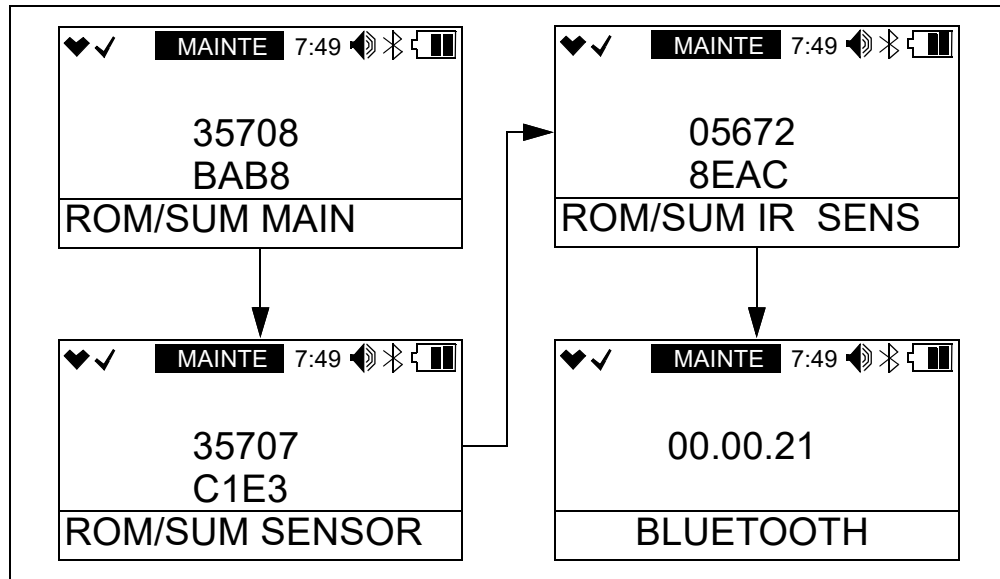 MAINTE 7:49
35708
BAB8
ROM/SUM MAIN
MAINTE 7:49
35707
C1E3
ROM/SUM SENSOR
MAINTE 7:49
05672
8EAC
ROM/SUM IR SENS
MAINTE 7:49
00.00.21
BLUETOOTH